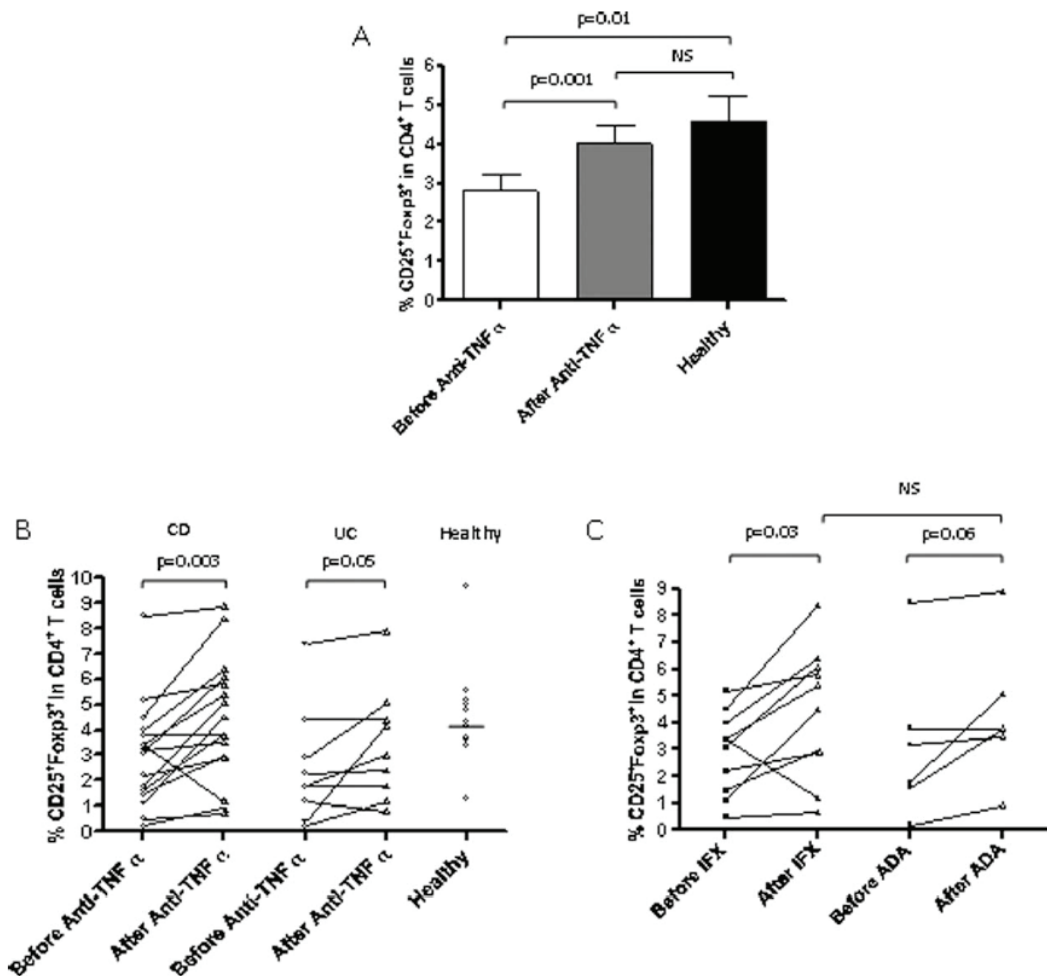 A
p=0.01
NS
p=0.001
% CD25⁺Foxp3⁺ in CD4⁺ T cells
6
5
4
3
2
1
0
Before Anti-TNF α
After Anti-TNF α
Healthy
B
CD
UC
Healthy
p=0.003
p=0.05
% CD25⁺Foxp3⁺In CD4⁺ T cells
10
9
8
7
6
5
4
3
2
1
0
Before Anti-TNF α
After Anti-TNF α
Before Anti-TNF α
After Anti-TNF α
Healthy
C
NS
p=0.03
p=0.06
% CD25⁺Foxp3⁺In CD4⁺ T cells
9
8
7
6
5
4
3
2
1
0
Before IFX
After IFX
Before ADA
After ADA